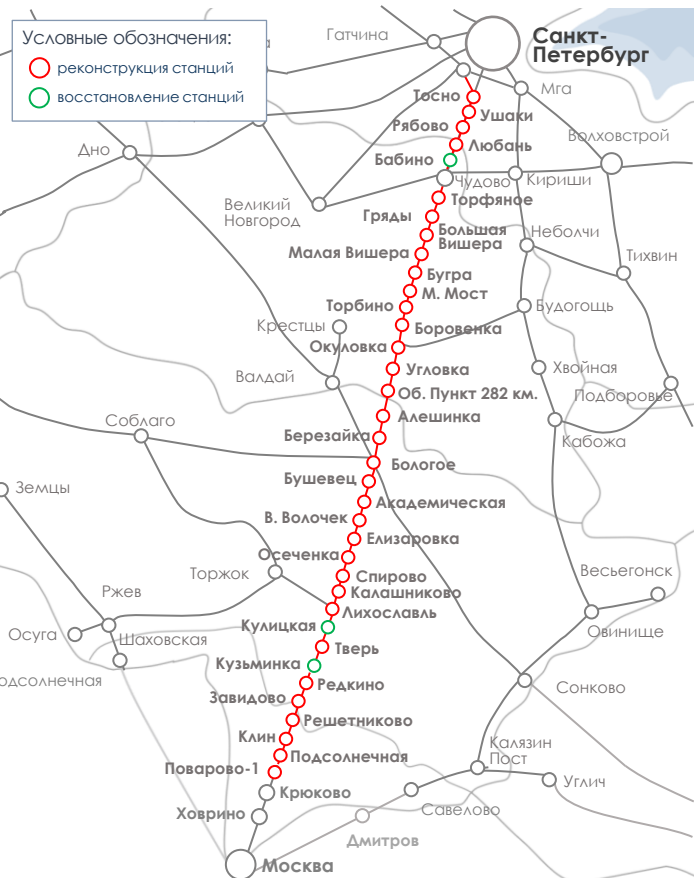 Условные обозначения:
реконструкция станций
восстановление станций
Гатчина
Санкт-
Петербург
Мга
Тосно
Ушаки
Рябово
Волховстрой
Любань
Дно
Бабино
Чудово
Кириши
Торфяное
Великий
Новгород
Гряды
Большая
Вишера
Неболчи
Малая Вишера
Тихвин
Бугра
М. Мост
Торбино
Будогощь
Крестцы
Боровенка
Окуловка
Угловка
Хвойная
Валдай
Об. Пункт 282 км.
Подборовье
Алешинка
Соблаго
Березайка
Кабожа
Бологое
Бушевец
Земцы
Академическая
В. Волочек
Елизаровка
Осеченка
Торжок
Спирово
Весьегонск
Калашниково
Ржев
Лихославль
Кулицкая
Осуга
Шаховская
Овинище
Тверь
Кузьминка
одсолнечная
Редкино
Сонково
Завидово
Решетниково
Клин
Калязин
Пост
Подсолнечная
Поварово-1
Углич
Крюково
Савелово
Ховрино
Дмитров
Москва